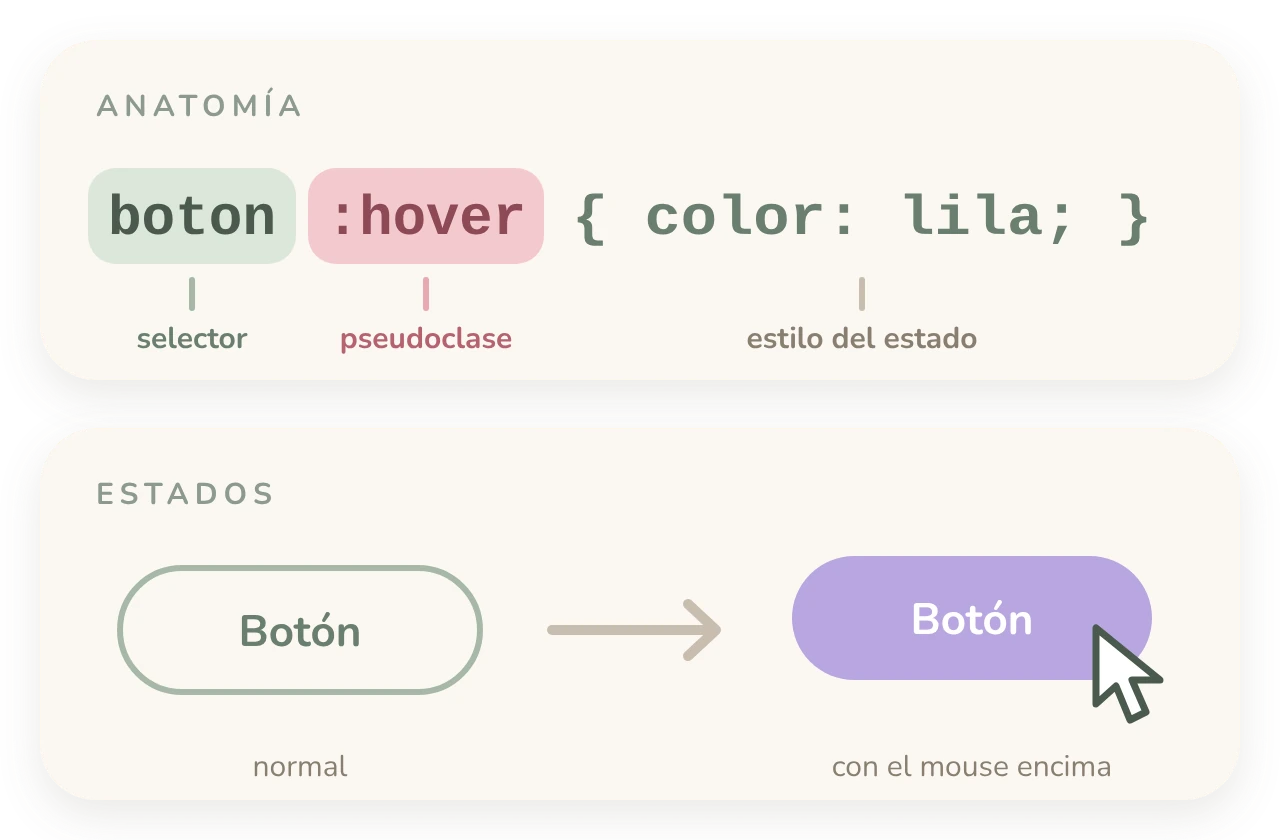 ANATOMÍA
boton :hover { color: lila; }
selector pseudoclase estilo del estado
ESTADOS
Botón Botón
normal con el mouse encima